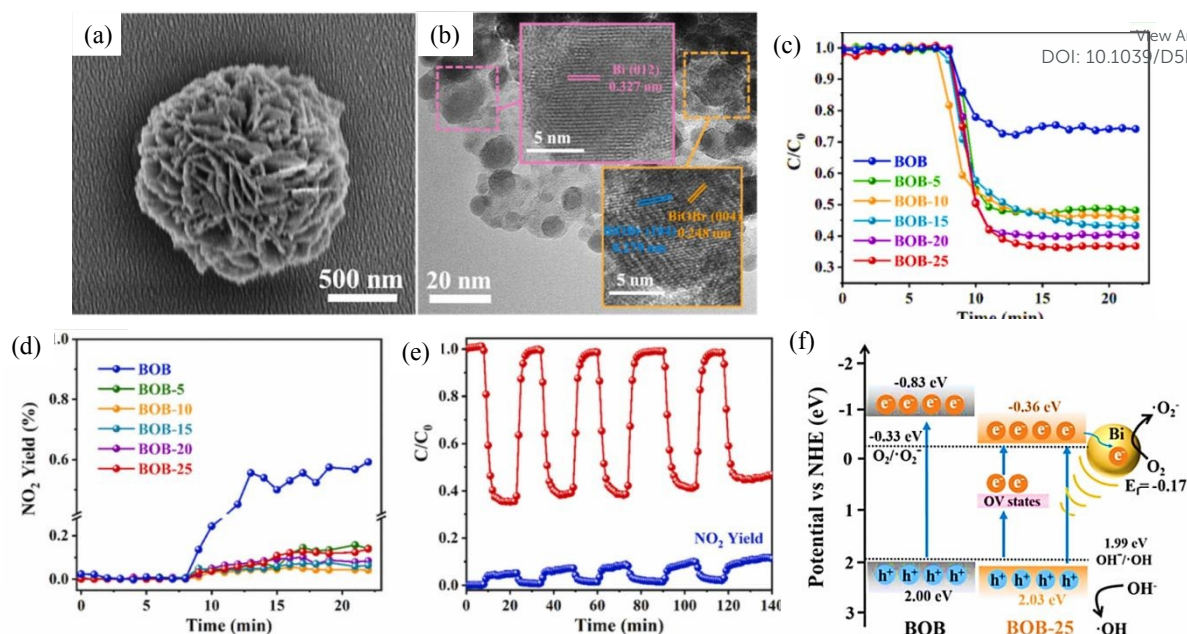 (a)
500 nm
(b)
Bi (012)
0.327 nm
5 nm
BiOBr (004)
0.248 nm
5 nm
20 nm
(c)
View Ar
DOI: 10.1039/D5
C/C0
1.0
0.9
0.8
0.7
0.6
0.5
0.4
0.3
BOB
BOB-5
BOB-10
BOB-15
BOB-20
BOB-25
0 5 10 15 20
Time (min)
(d)
NO2 Yield (%)
1.0
0.6
0.2
0.0
BOB
BOB-5
BOB-10
BOB-15
BOB-20
BOB-25
0 5 10 15 20
Time (min)
(e)
C/C0
1.0
0.8
0.6
0.4
0.2
0.0
NO2 Yield
0 20 40 60 80 100 120 140
Time (min)
(f)
Potential vs NHE (eV)
-2
-1
0
1
2
3
-0.83 eV
e- e- e- e-
-0.36 eV
e- e- e- e-
-0.33 eV
O2/·O2-
·O2-
Bi
e-
O2
Ef= -0.17
e- e-
OV states
1.99 eV
OH-/·OH
h+ h+ h+ h+
2.00 eV
h+ h+ h+ h+
2.03 eV
OH-
·OH
BOB
BOB-25